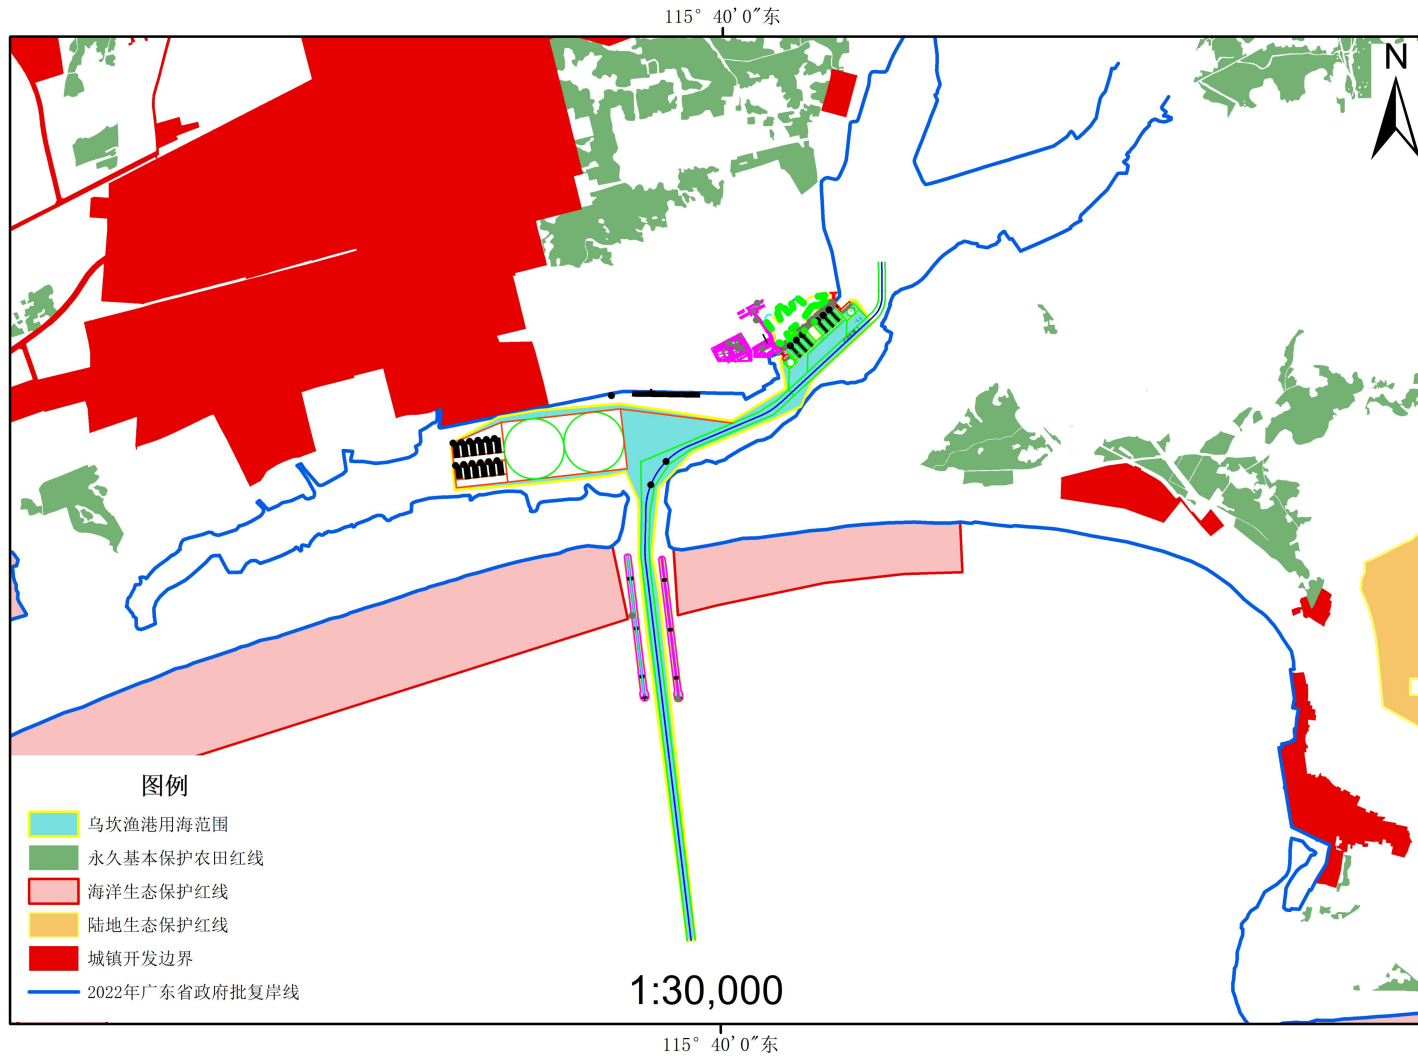 115° 40'0"东
N
图例
乌坎渔港用海范围
永久基本保护农田红线
海洋生态保护红线
陆地生态保护红线
城镇开发边界
2022年广东省政府批复岸线
1:30,000
115° 40'0"东